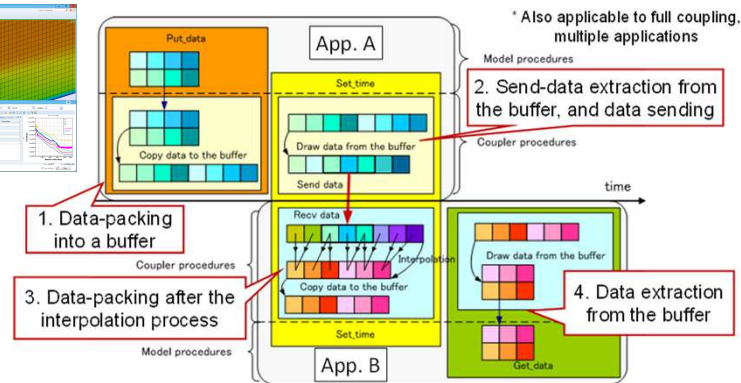 * Also applicable to full coupling,
multiple applications
Put_data
App. A
Model procedures
Set_time
2. Send-data extraction from
the buffer, and data sending
Copy data to the buffer
Draw data from the buffer
Coupler procedures
Send data
time
1. Data-packing
into a buffer
Recv data
Draw data from the buffer
Coupler procedures
Interpolation
Copy data to the buffer
3. Data-packing after the
interpolation process
4. Data extraction
from the buffer
Set_time
Model procedures
App. B
Get_data